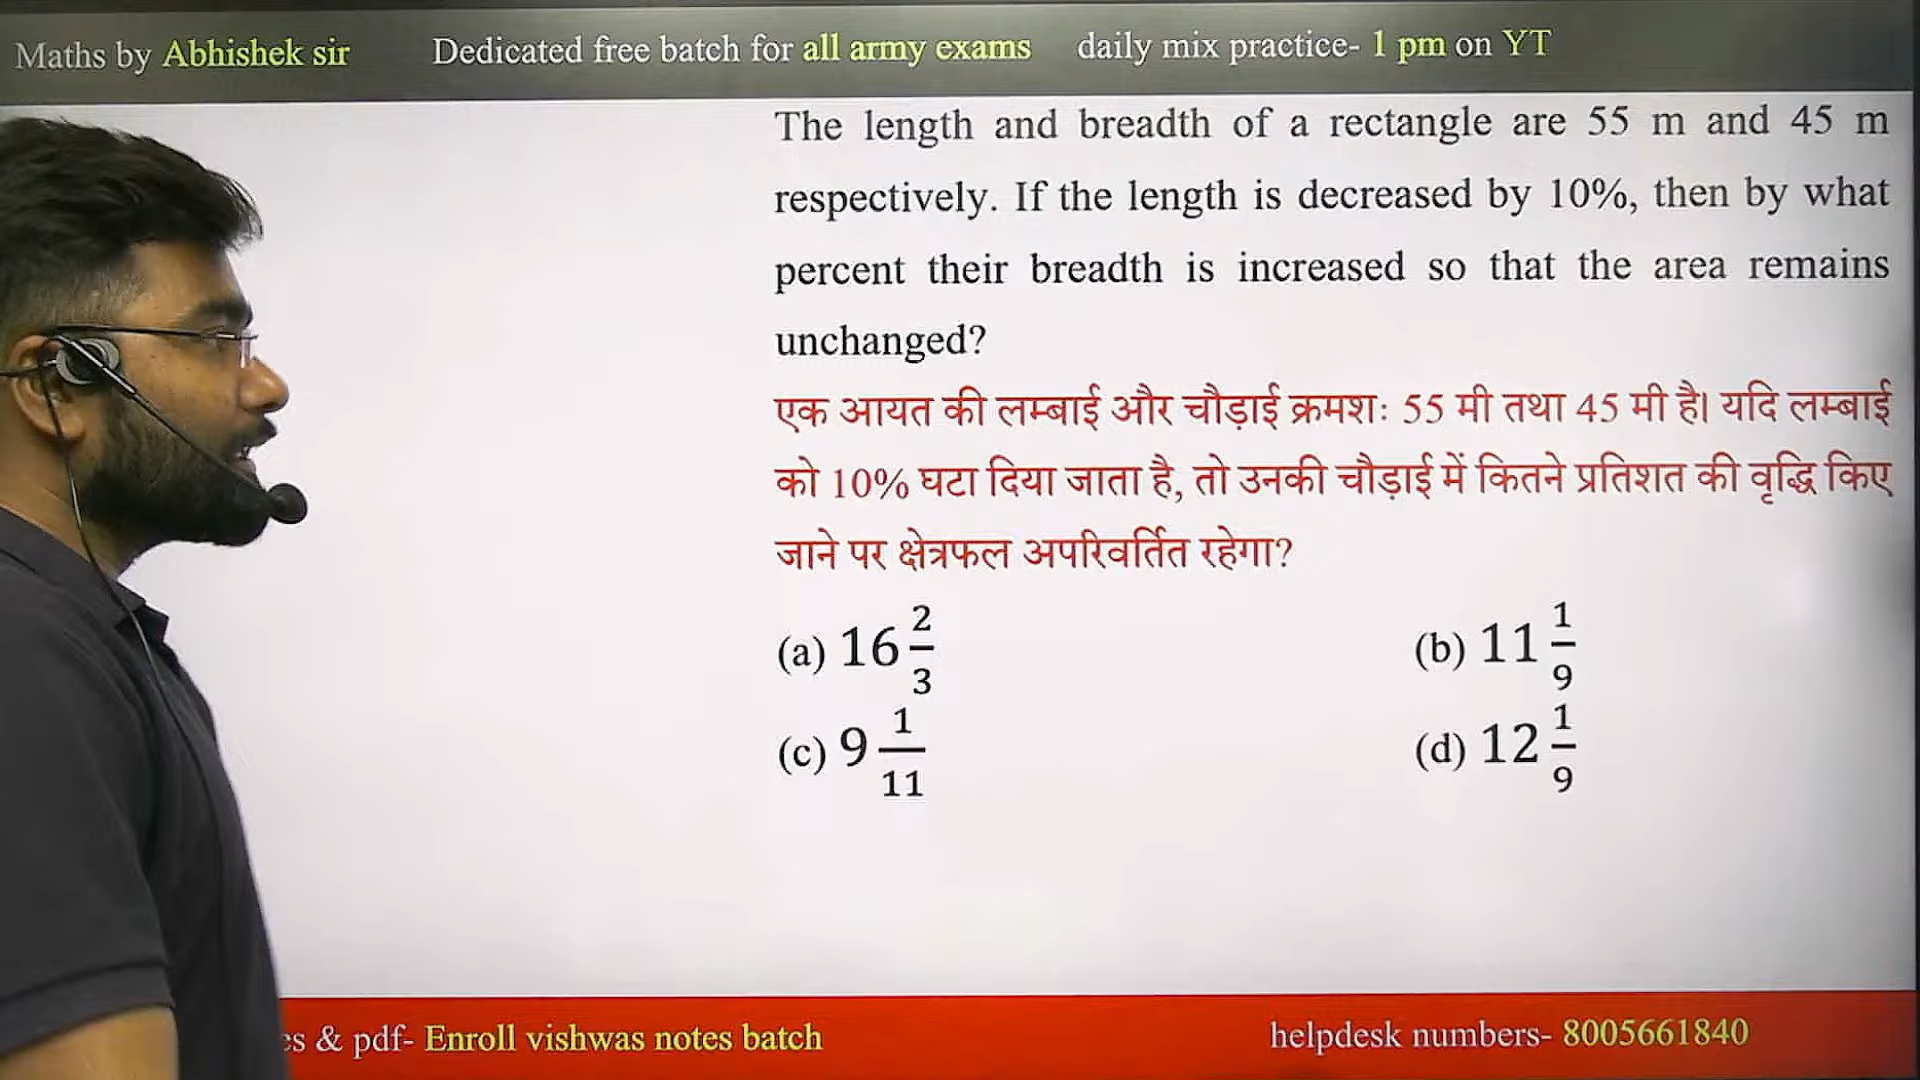 Maths by Abhishek sir Dedicated free batch for all army exams daily mix practice- 1 pm on YT
The length and breadth of a rectangle are 55 m and 45 m
respectively. If the length is decreased by 10%, then by what
percent their breadth is increased so that the area remains
unchanged?
एक आयत की लम्बाई और चौड़ाई क्रमशः 55 मी तथा 45 मी है। यदि लम्बाई
को 10% घटा दिया जाता है, तो उनकी चौड़ाई में कितने प्रतिशत की वृद्धि किए
जाने पर क्षेत्रफल अपरिवर्तित रहेगा?
(a) 16 2/3 (b) 11 1/9
(c) 9 1/11 (d) 12 1/9
& pdf- Enroll vishwas notes batch helpdesk numbers- 8005661840